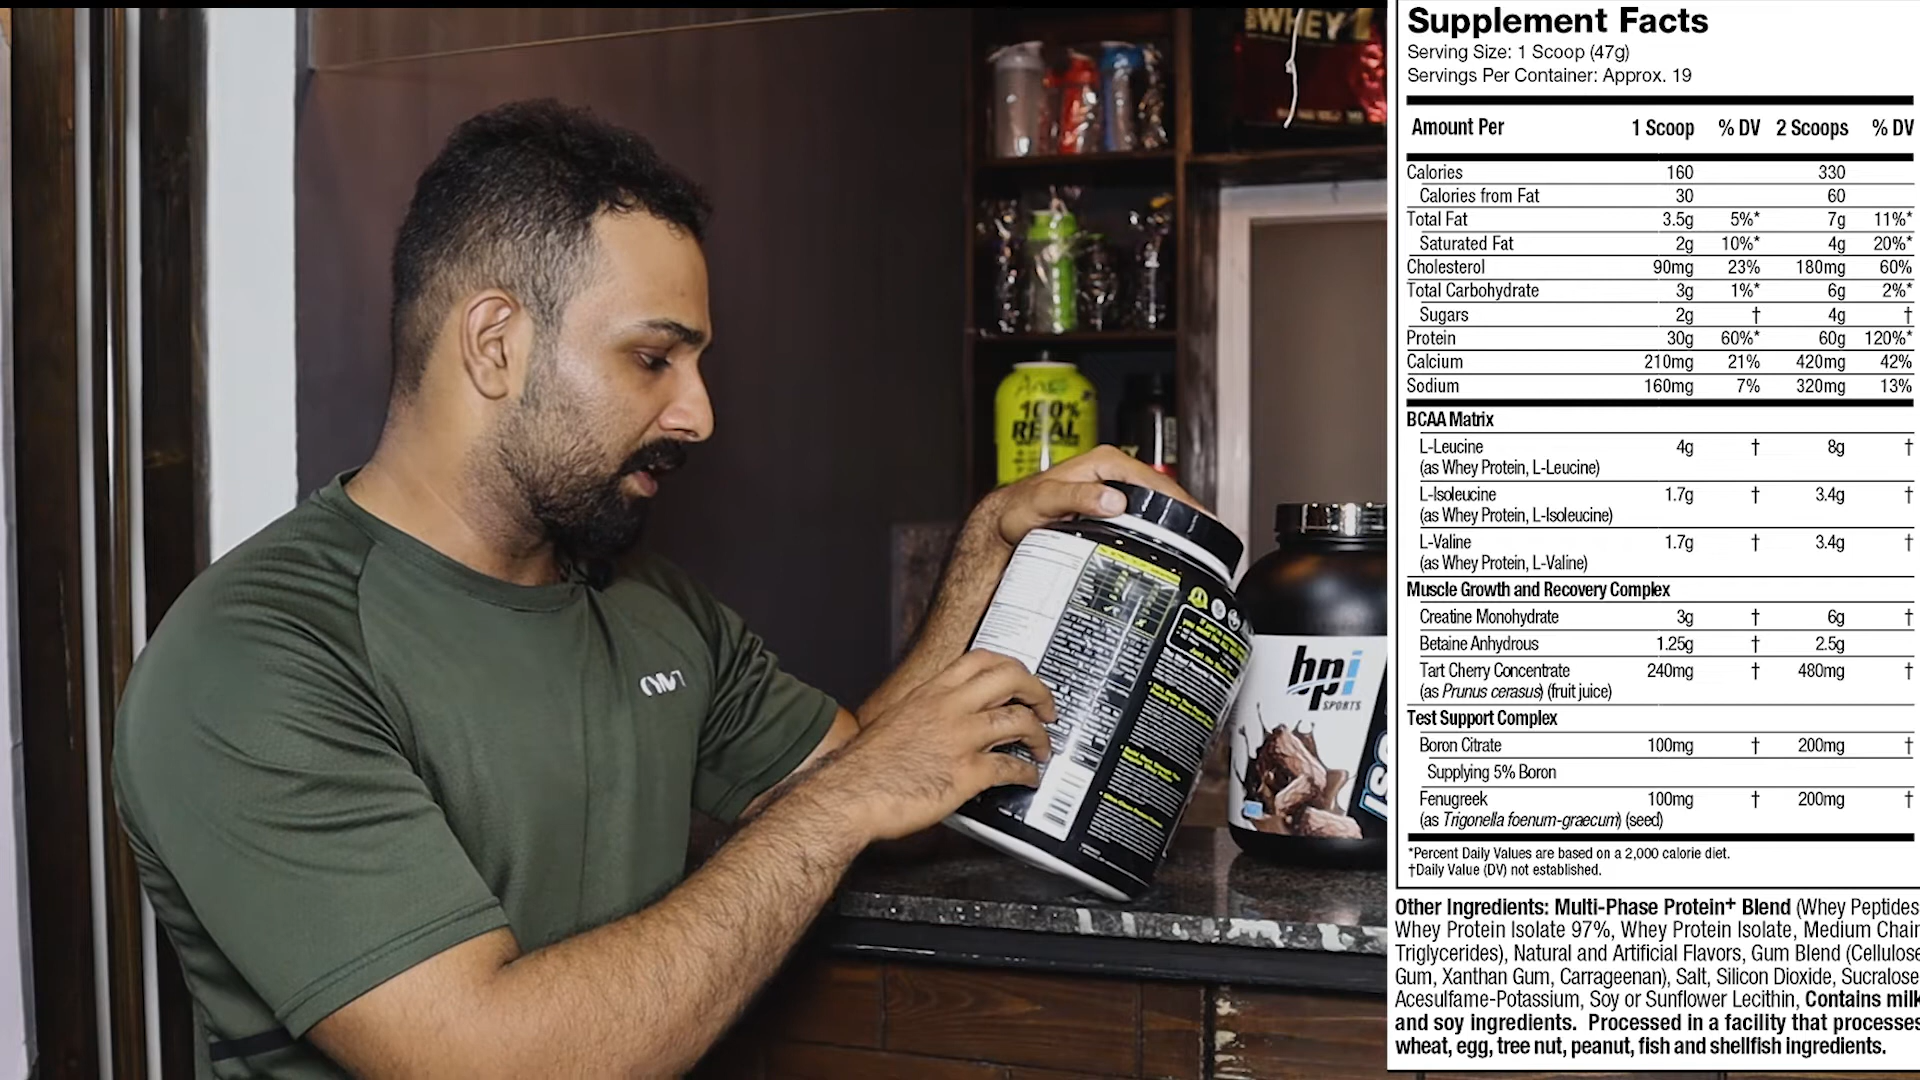 WHEY
100%
REAL
hpi
SPORTS
Supplement Facts
Serving Size: 1 Scoop (47g)
Servings Per Container: Approx. 19
Amount Per 1 Scoop % DV 2 Scoops % DV
Calories 160 330
Calories from Fat 30 60
Total Fat 3.5g 5%* 7g 11%*
Saturated Fat 2g 10%* 4g 20%*
Cholesterol 90mg 23% 180mg 60%
Total Carbohydrate 3g 1%* 6g 2%*
Sugars 2g † 4g †
Protein 30g 60%* 60g 120%*
Calcium 210mg 21% 420mg 42%
Sodium 160mg 7% 320mg 13%
BCAA Matrix
L-Leucine 4g † 8g †
(as Whey Protein, L-Leucine)
L-Isoleucine 1.7g † 3.4g †
(as Whey Protein, L-Isoleucine)
L-Valine 1.7g † 3.4g †
(as Whey Protein, L-Valine)
Muscle Growth and Recovery Complex
Creatine Monohydrate 3g † 6g †
Betaine Anhydrous 1.25g † 2.5g
Tart Cherry Concentrate 240mg † 480mg †
(as Prunus cerasus) (fruit juice)
Test Support Complex
Boron Citrate 100mg † 200mg †
Supplying 5% Boron
Fenugreek 100mg † 200mg †
(as Trigonella foenum-graecum) (seed)
*Percent Daily Values are based on a 2,000 calorie diet.
†Daily Value (DV) not established.
Other Ingredients: Multi-Phase Protein+ Blend (Whey Peptides
Whey Protein Isolate 97%, Whey Protein Isolate, Medium Chain
Triglycerides), Natural and Artificial Flavors, Gum Blend (Cellulose
Gum, Xanthan Gum, Carrageenan), Salt, Silicon Dioxide, Sucralose
Acesulfame-Potassium, Soy or Sunflower Lecithin, Contains milk
and soy ingredients. Processed in a facility that processes
wheat, egg, tree nut, peanut, fish and shellfish ingredients.